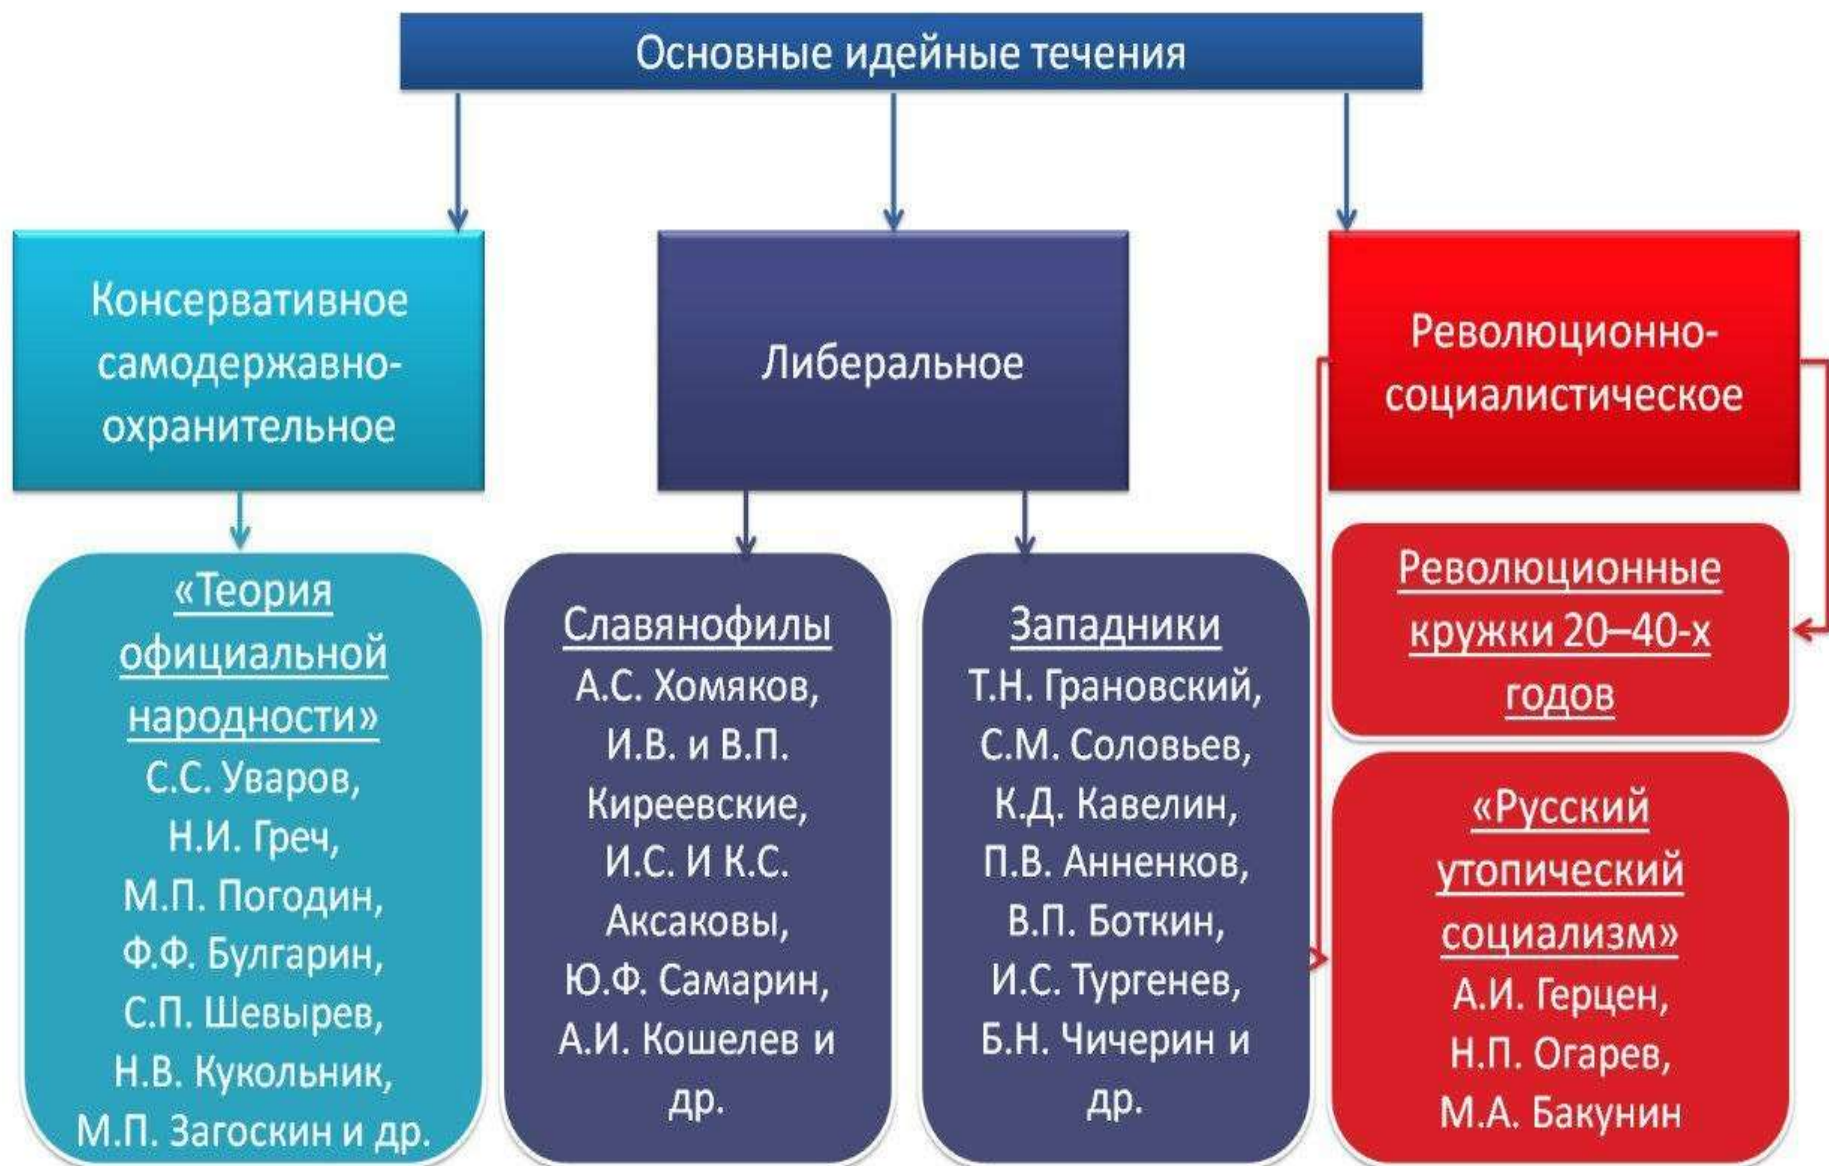 Основные идейные течения
Консервативное
самодержавно-
охранительное
Либеральное
Революционно-
социалистическое
«Теория
официальной
народности»
С.С. Уваров,
Н.И. Греч,
М.П. Погодин,
Ф.Ф. Булгарин,
С.П. Шевырев,
Н.В. Кукольник,
М.П. Загоскин и др.
Славянофилы
А.С. Хомяков,
И.В. и В.П.
Киреевские,
И.С. И К.С.
Аксаковы,
Ю.Ф. Самарин,
А.И. Кошелев и
др.
Западники
Т.Н. Грановский,
С.М. Соловьев,
К.Д. Кавелин,
П.В. Анненков,
В.П. Боткин,
И.С. Тургенев,
Б.Н. Чичерин и
др.
Революционные
кружки 20–40-х
годов
«Русский
утопический
социализм»
А.И. Герцен,
Н.П. Огарев,
М.А. Бакунин